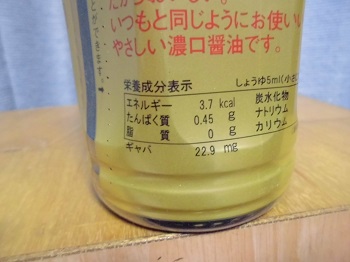 いつもと同じようにお使いい
やさしい濃口醤油です。
栄養成分表示 しょうゆ5ml(小さ
エネルギー 3.7 kcal 炭水化物
たんぱく質 0.45 g ナトリウム
脂質 0 g カリウム
ギャバ 22.9 mg